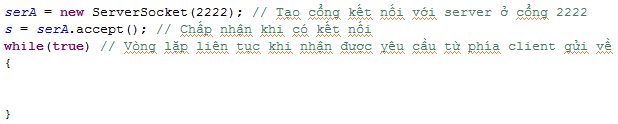 serA = new ServerSocket(2222); // Tạo cổng kết nối với server ở cổng 2222
s = serA.accept(); // Chấp nhận khi có kết nối
while(true) // Vòng lặp liên tục khi nhận được yêu cầu từ phía client gửi về
{
}